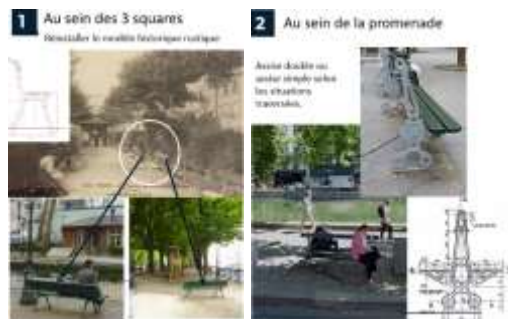 1 Au sein des 3 squares
Réinstaller le modèle historique rustique
2 Au sein de la promenade
Assise double ou
assise simple selon
les situations
traversées.